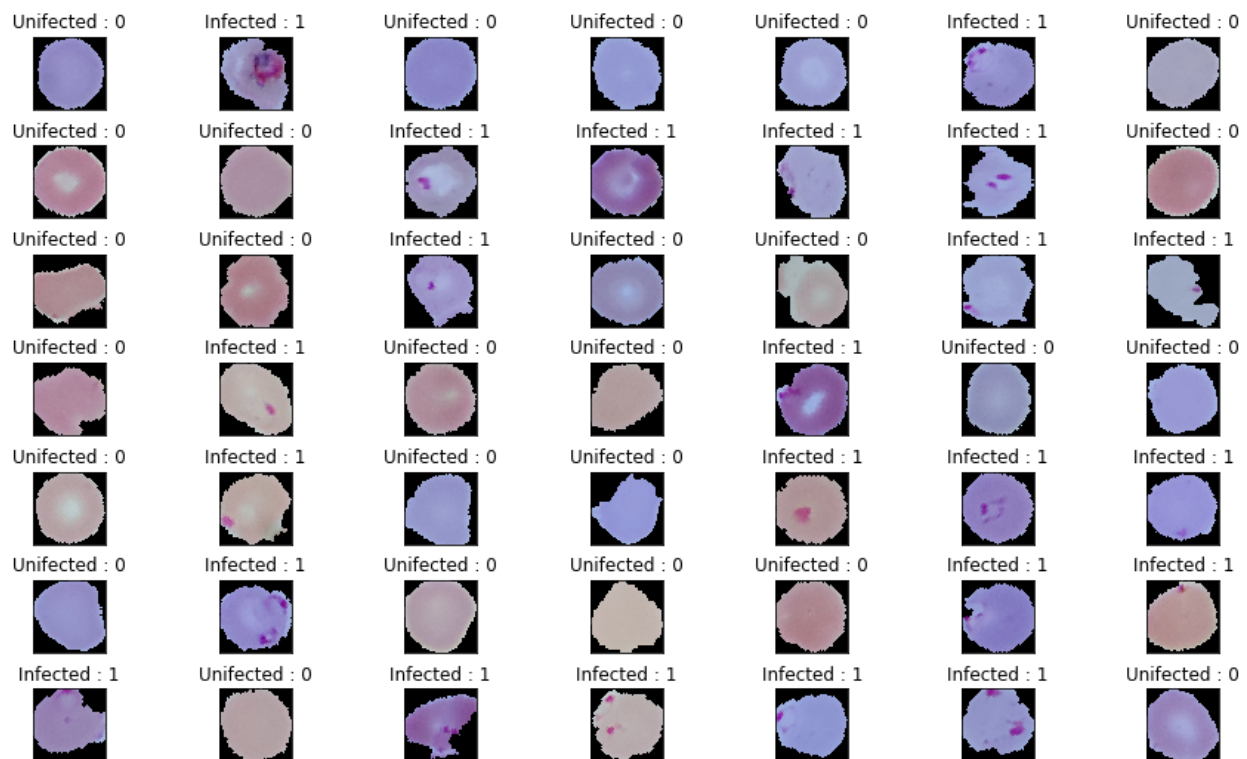 Unifected : 0 Infected : 1 Unifected : 0 Unifected : 0 Unifected : 0 Infected : 1 Unifected : 0
Unifected : 0 Unifected : 0 Infected : 1 Infected : 1 Infected : 1 Infected : 1 Unifected : 0
Unifected : 0 Unifected : 0 Infected : 1 Unifected : 0 Unifected : 0 Infected : 1 Infected : 1
Unifected : 0 Infected : 1 Unifected : 0 Unifected : 0 Infected : 1 Unifected : 0 Unifected : 0
Unifected : 0 Infected : 1 Unifected : 0 Unifected : 0 Infected : 1 Infected : 1 Infected : 1
Unifected : 0 Infected : 1 Unifected : 0 Unifected : 0 Unifected : 0 Infected : 1 Infected : 1
Infected : 1 Unifected : 0 Infected : 1 Infected : 1 Infected : 1 Infected : 1 Unifected : 0